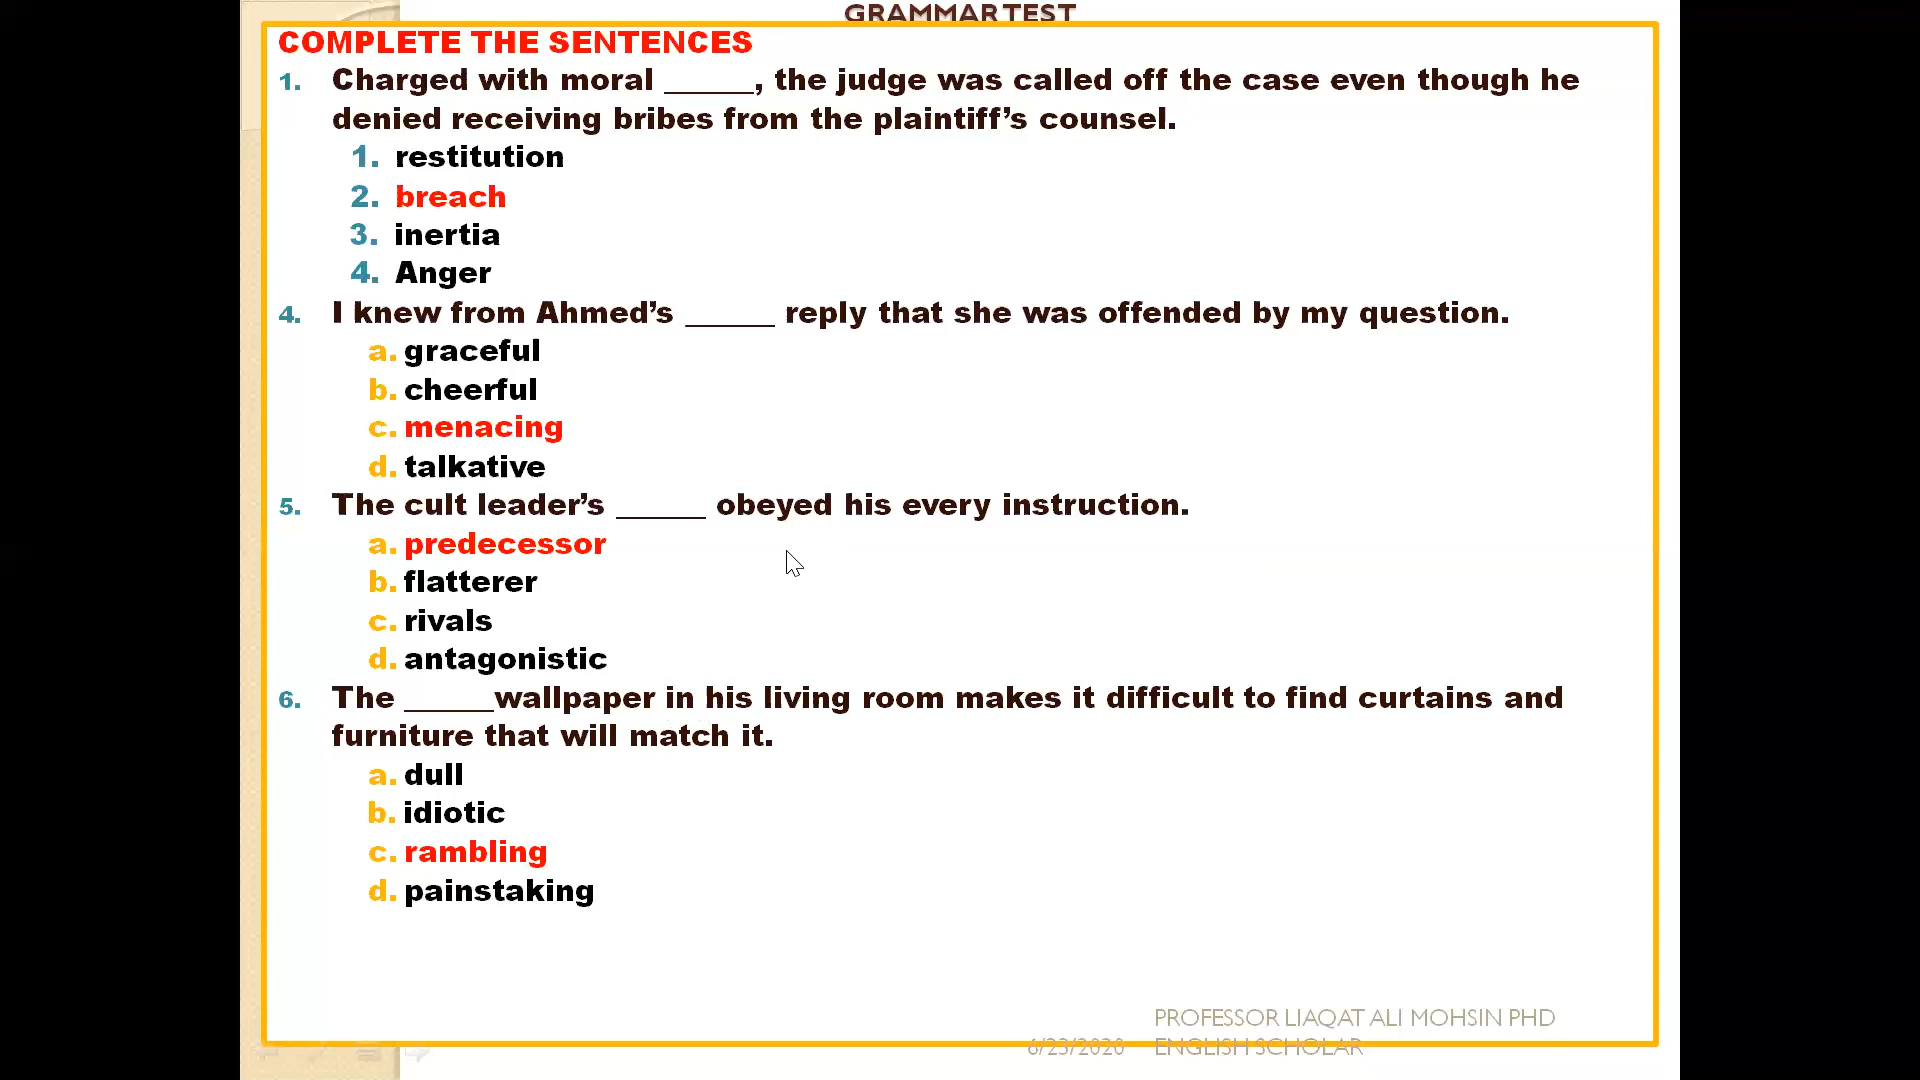 GRAMMAR TEST
COMPLETE THE SENTENCES
1. Charged with moral ______, the judge was called off the case even though he
denied receiving bribes from the plaintiff’s counsel.
1. restitution
2. breach
3. inertia
4. Anger
4. I knew from Ahmed’s ______ reply that she was offended by my question.
a. graceful
b. cheerful
c. menacing
d. talkative
5. The cult leader’s ______ obeyed his every instruction.
a. predecessor
b. flatterer
c. rivals
d. antagonistic
6. The ______wallpaper in his living room makes it difficult to find curtains and
furniture that will match it.
a. dull
b. idiotic
c. rambling
d. painstaking
PROFESSOR LIAQAT ALI MOHSIN PHD
6/23/2020 ENGLISH SCHOLAR